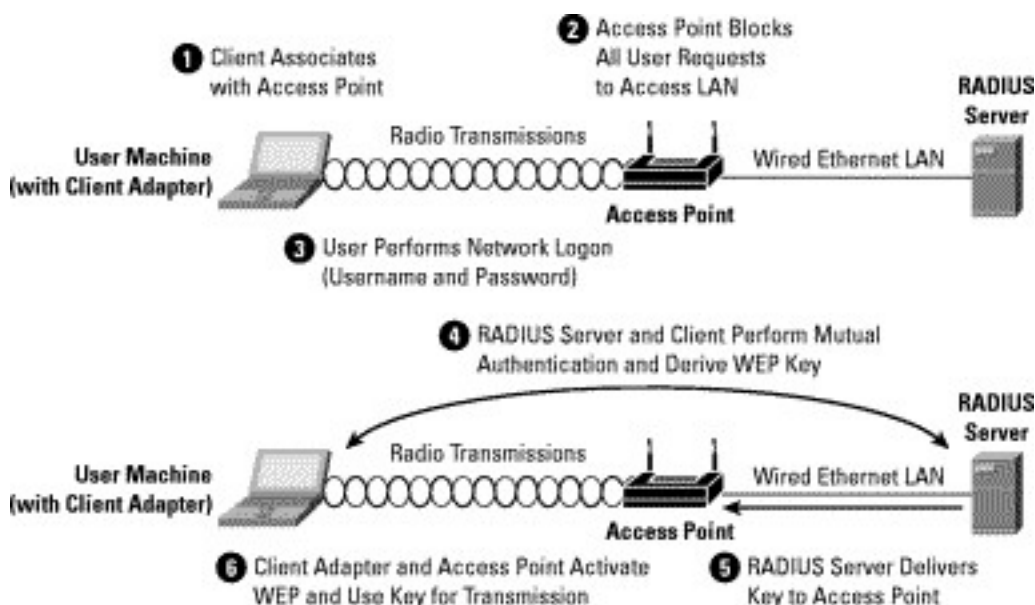 1 Client Associates
with Access Point
2 Access Point Blocks
All User Requests
to Access LAN
RADIUS
Server
User Machine
(with Client Adapter)
Radio Transmissions
Wired Ethernet LAN
Access Point
3 User Performs Network Logon
(Username and Password)
4 RADIUS Server and Client Perform Mutual
Authentication and Derive WEP Key
RADIUS
Server
User Machine
(with Client Adapter)
Radio Transmissions
Wired Ethernet LAN
Access Point
6 Client Adapter and Access Point Activate
WEP and Use Key for Transmission
5 RADIUS Server Delivers
Key to Access Point